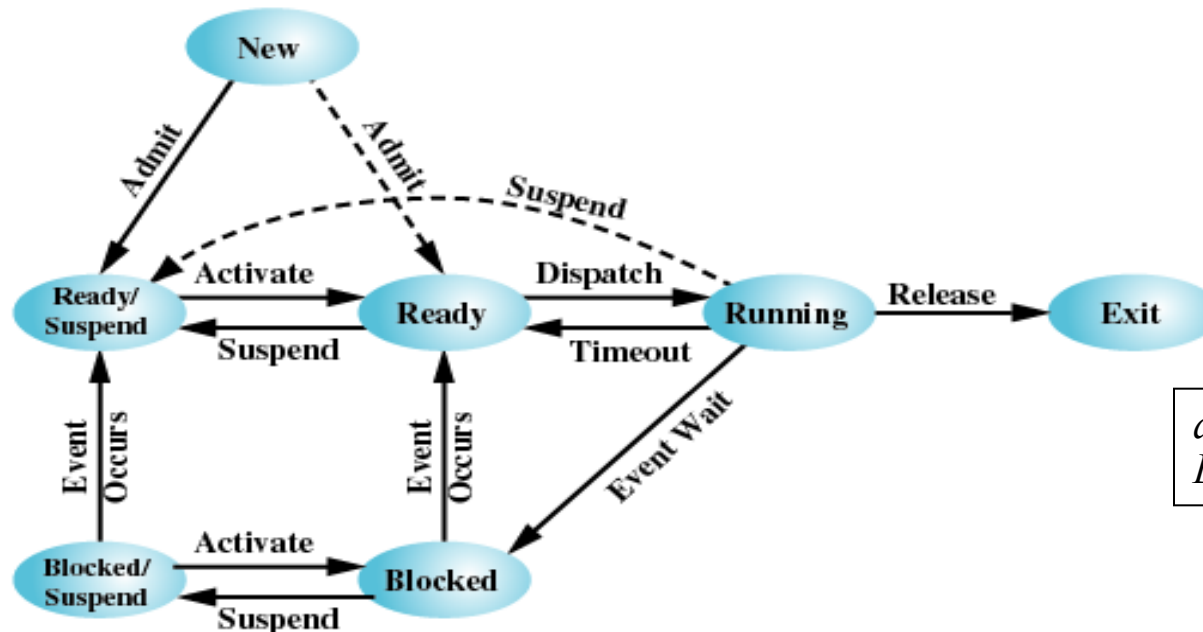 New
Admit
Admit
Suspend
Ready/
Suspend
Activate
Suspend
Ready
Dispatch
Timeout
Running
Release
Exit
Event
Occurs
Event
Occurs
Event Wait
Blocked/
Suspend
Activate
Suspend
Blocked